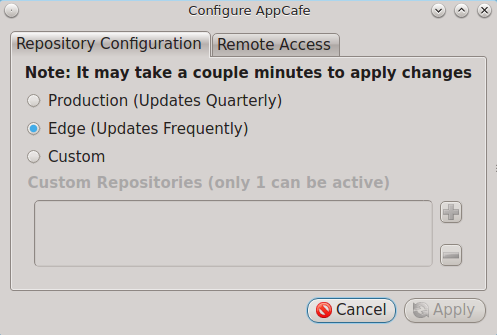 Configure AppCafe
Repository Configuration
Remote Access
Note: It may take a couple minutes to apply changes
Production (Updates Quarterly)
Edge (Updates Frequently)
Custom
Custom Repositories (only 1 can be active)
Cancel
Apply